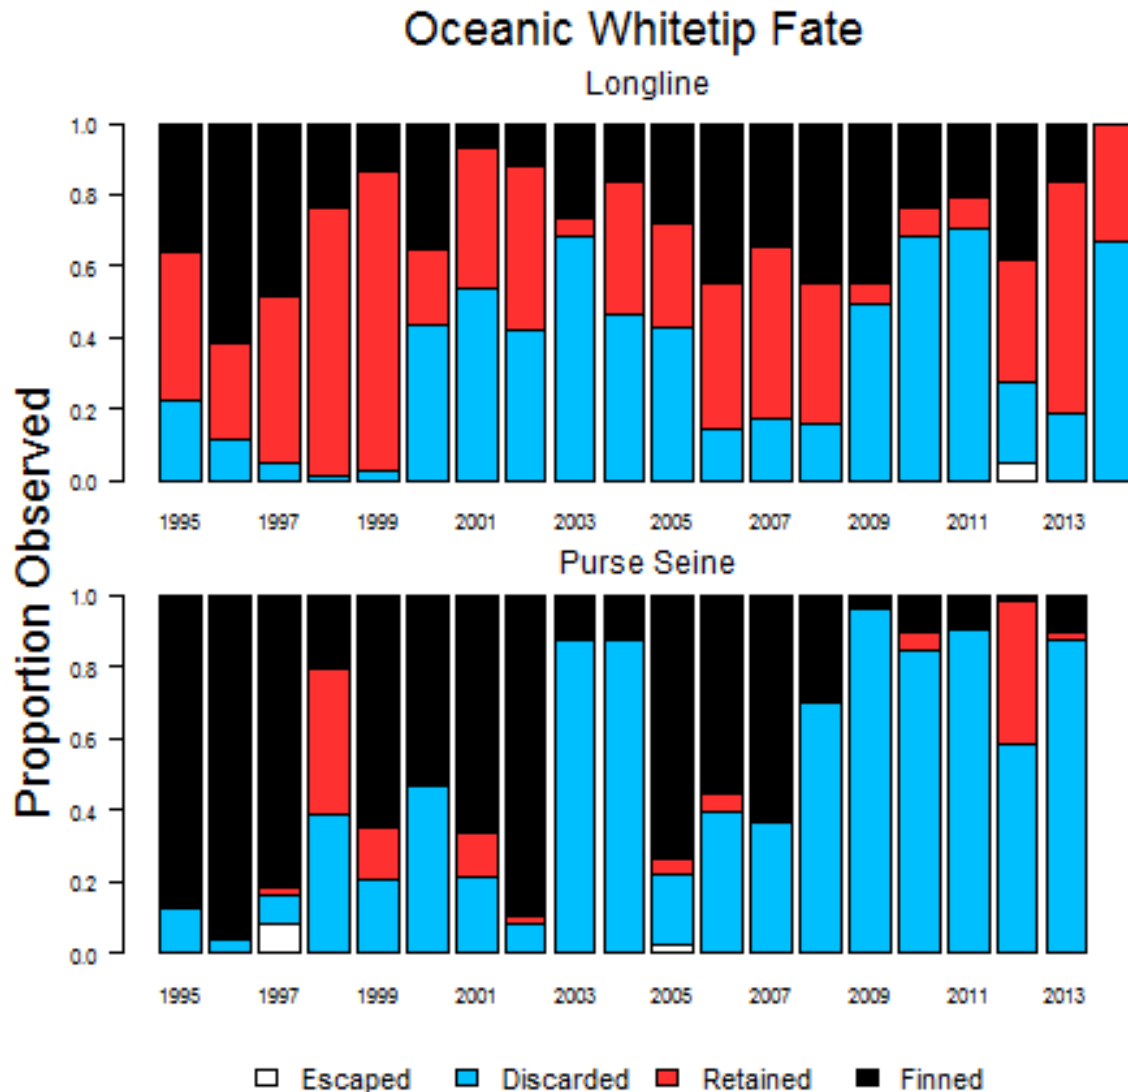 Oceanic Whitetip Fate
Longline
1.0
0.8
0.6
0.4
0.2
0.0
1995 1997 1999 2001 2003 2005 2007 2009 2011 2013
Proportion Observed
Purse Seine
1.0
0.8
0.6
0.4
0.2
0.0
1995 1997 1999 2001 2003 2005 2007 2009 2011 2013
Escaped Discarded Retained Finned